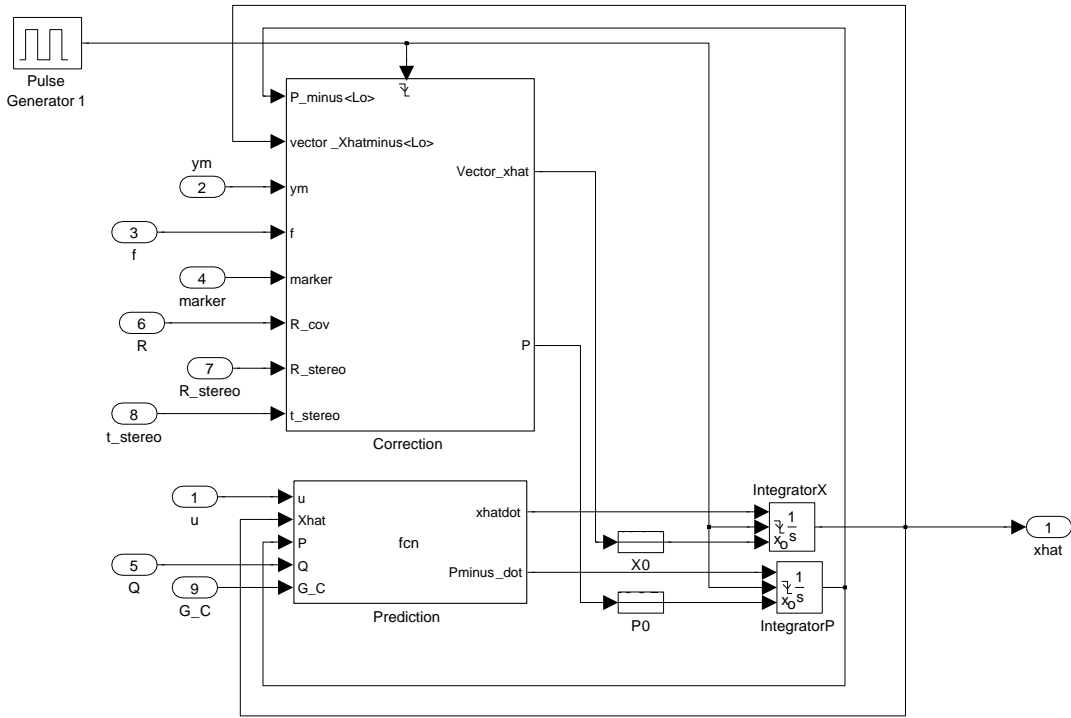 Pulse
Generator 1
P_minus<Lo>
vector _Xhatminus<Lo>
ym
2
ym
3
f
f
4
marker
marker
6
R
R_cov
7
R_stereo
R_stereo
8
t_stereo
t_stereo
Vector_xhat
P
Correction
1
u
u
Xhat
P
5
Q
Q
9
G_C
G_C
fcn
xhatdot
Pminus_dot
Prediction
X0
P0
IntegratorX
1
s
xo
1
s
xo
IntegratorP
1
xhat